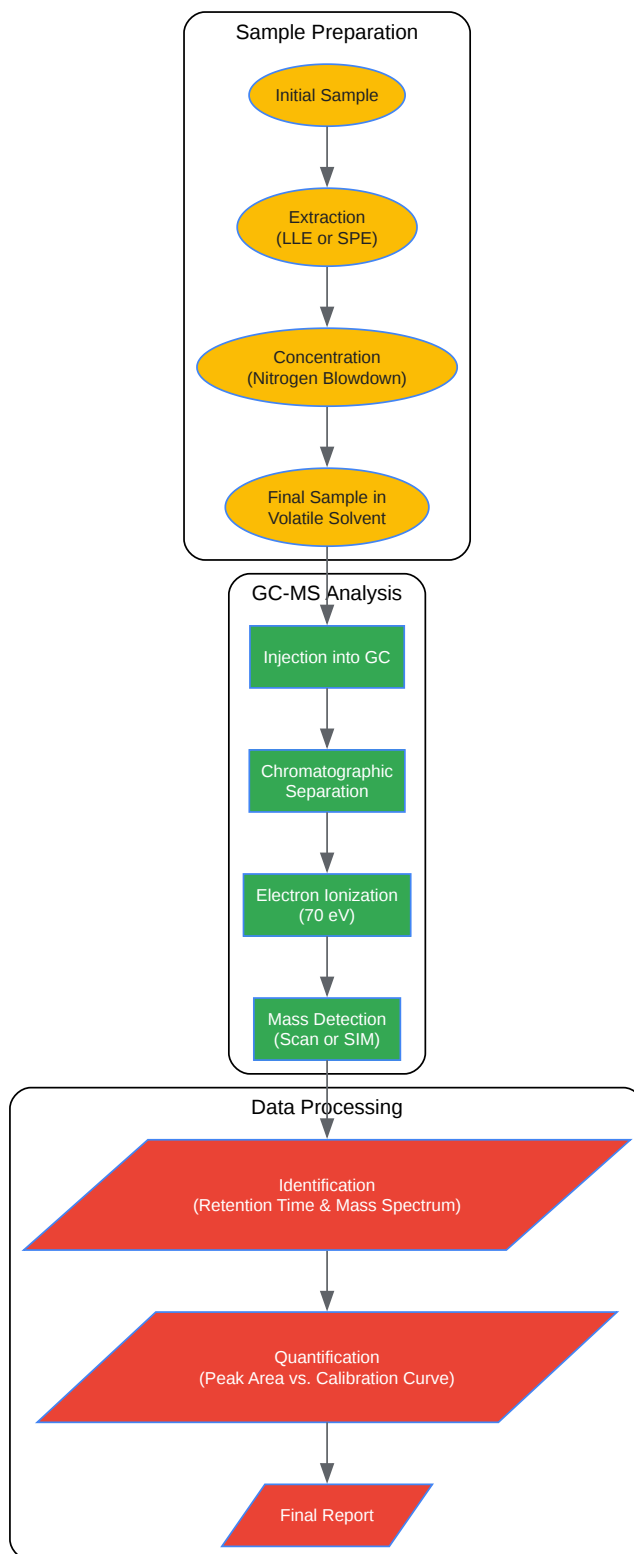 Sample Preparation
Initial Sample
Extraction
(LLE or SPE)
Concentration
(Nitrogen Blowdown)
Final Sample in
Volatile Solvent
GC-MS Analysis
Injection into GC
Chromatographic
Separation
Electron Ionization
(70 eV)
Mass Detection
(Scan or SIM)
Data Processing
Identification
(Retention Time & Mass Spectrum)
Quantification
(Peak Area vs. Calibration Curve)
Final Report